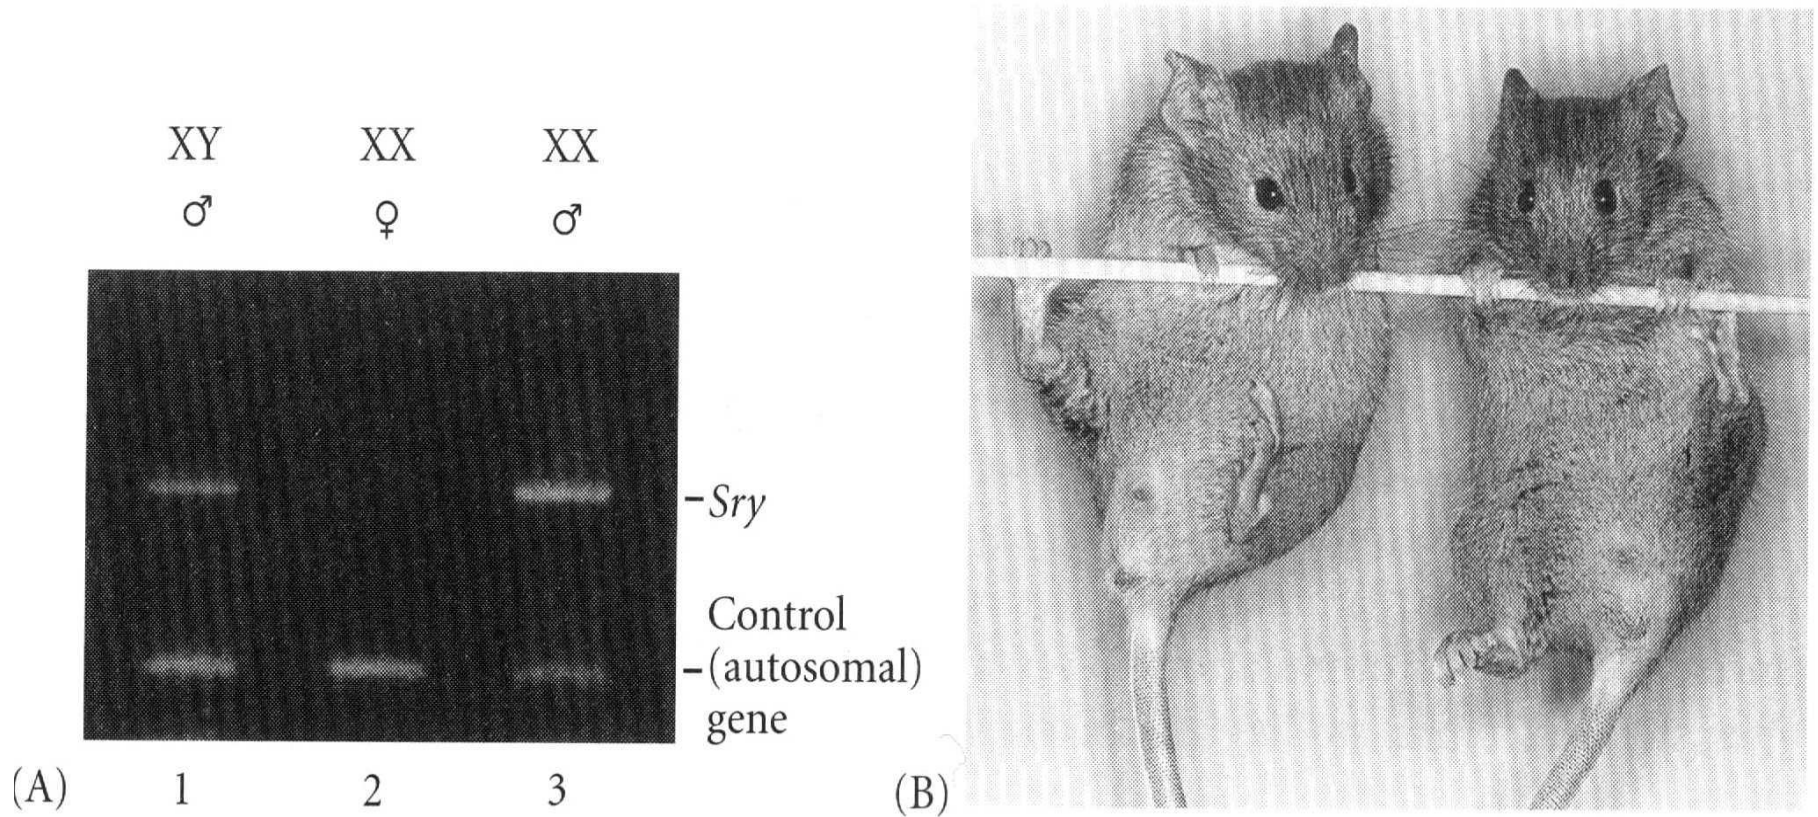 XY XX XX
♂ ♀ ♂
Sry
Control
(autosomal)
gene
(A) 1 2 3 (B)